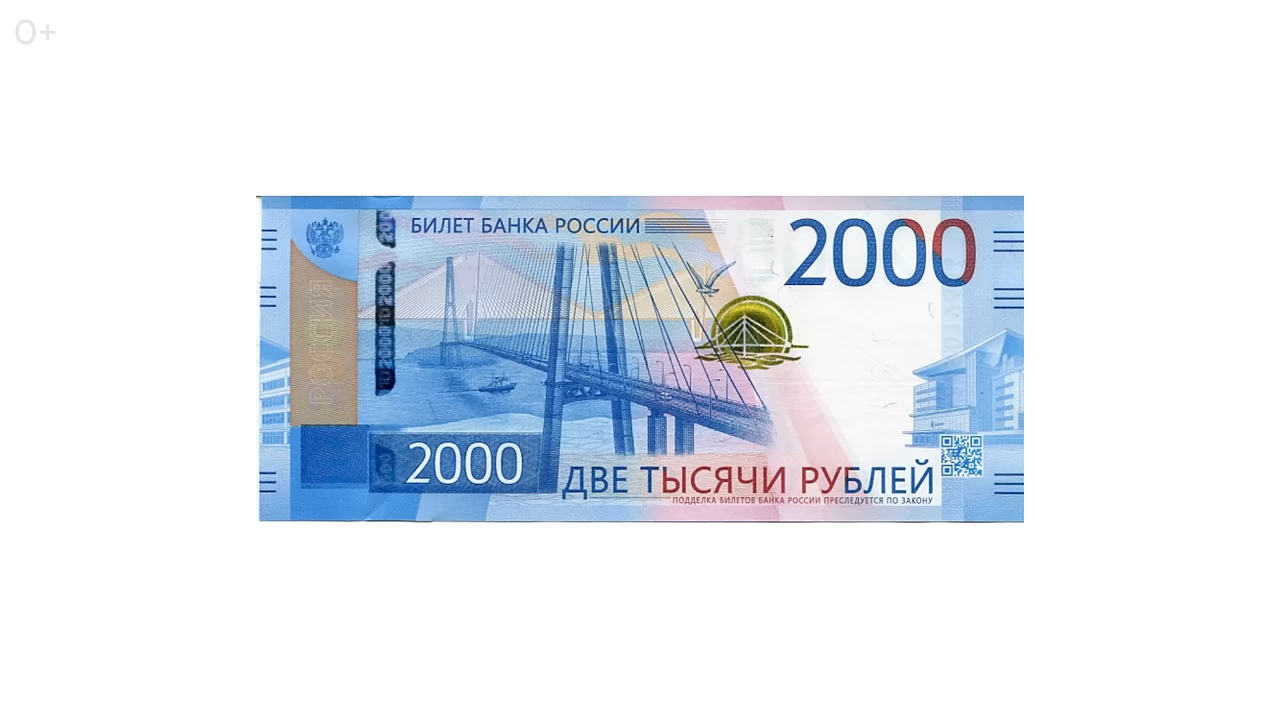 0+
БИЛЕТ БАНКА РОССИИ
2000
РОССИЯ
2000
ДВЕ ТЫСЯЧИ РУБЛЕЙ
ПОДДЕЛКА БИЛЕТОВ БАНКА РОССИИ ПРЕСЛЕДУЕТСЯ ПО ЗАКОНУ